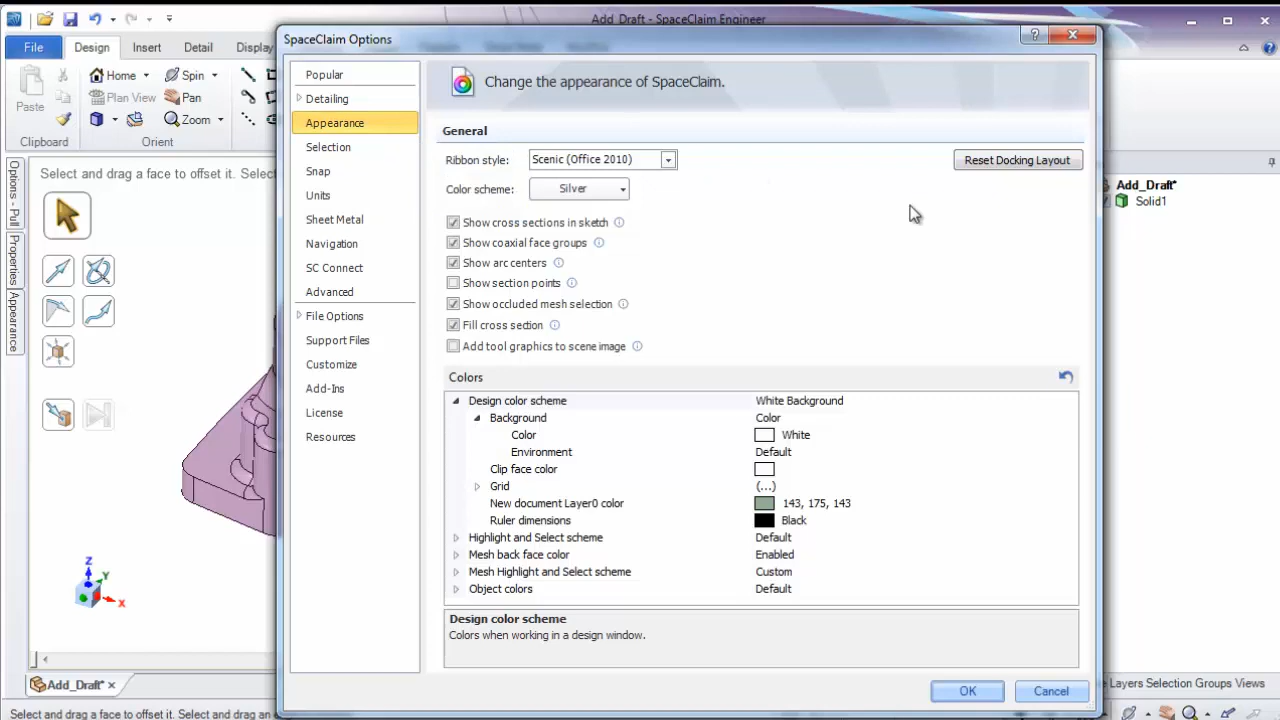 Add_Draft - SpaceClaim Engineer
SpaceClaim Options
File Design Insert Detail Display
Home Spin
Paste Plan View Pan
Zoom
Clipboard Orient
Select and drag a face to offset it. Select
Options - Pull
Properties
Appearance
Popular
Detailing
Appearance
Selection
Snap
Units
Sheet Metal
Navigation
SC Connect
Advanced
File Options
Support Files
Customize
Add-Ins
License
Resources
Change the appearance of SpaceClaim.
General
Ribbon style: Scenic (Office 2010) Reset Docking Layout
Color scheme: Silver
Show cross sections in sketch
Show coaxial face groups
Show arc centers
Show section points
Show occluded mesh selection
Fill cross section
Add tool graphics to scene image
Colors
Design color scheme White Background
Background Color
Color White
Environment Default
Clip face color
Grid (...)
New document Layer0 color 143, 175, 143
Ruler dimensions Black
Highlight and Select scheme Default
Mesh back face color Enabled
Mesh Highlight and Select scheme Custom
Object colors Default
Design color scheme
Colors when working in a design window.
OK Cancel
Add_Draft*
Solid1
Z
Y
X
Add_Draft*
Layers Selection Groups Views
Select and drag a face to offset it. Select and drag an